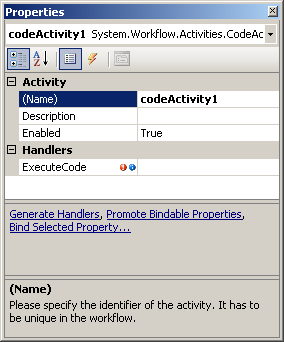 Properties
codeActivity1 System.Workflow.Activities.CodeAc
A
Z
Activity
(Name) codeActivity1
Description
Enabled True
Handlers
ExecuteCode
Generate Handlers, Promote Bindable Properties,
Bind Selected Property...
(Name)
Please specify the identifier of the activity. It has to
be unique in the workflow.